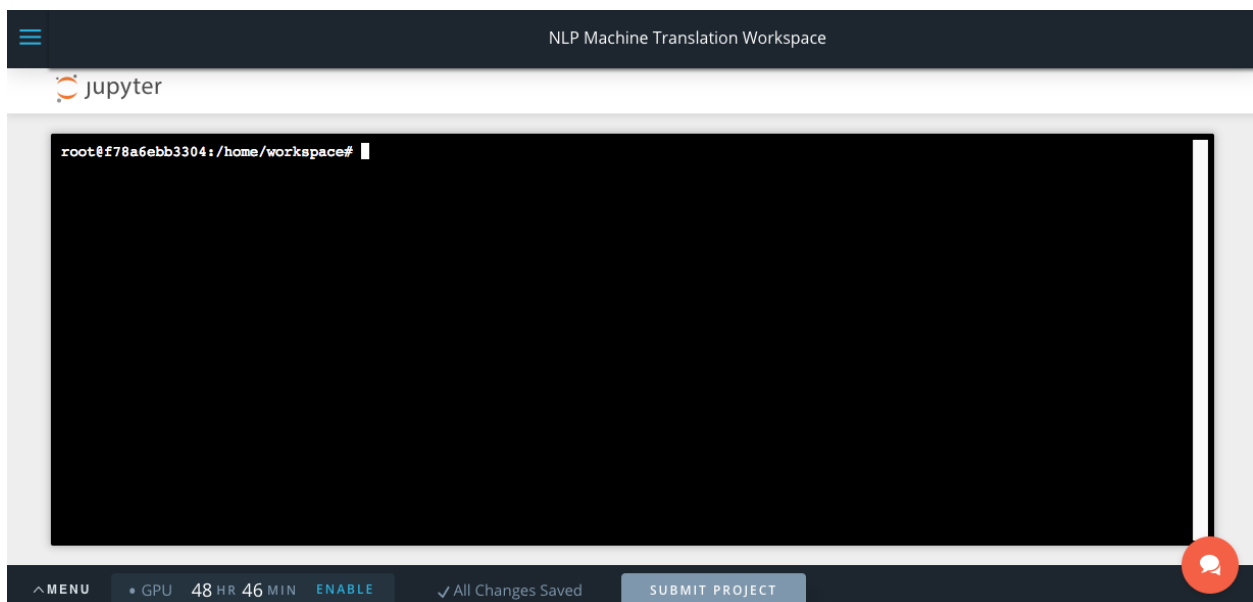 NLP Machine Translation Workspace
jupyter
root@f78a6ebb3304:/home/workspace#
MENU • GPU 48 HR 46 MIN ENABLE ✓ All Changes Saved SUBMIT PROJECT